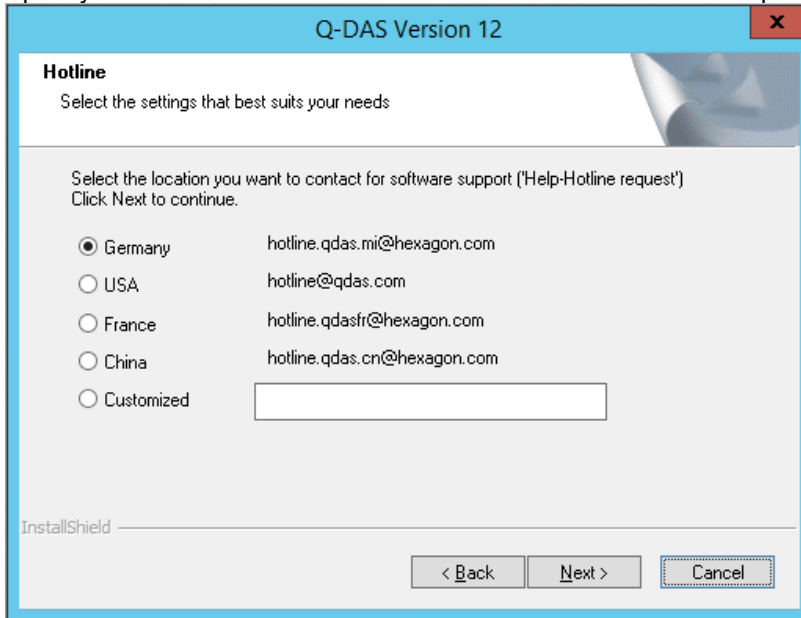 Q-DAS Version 12
x
Hotline
Select the settings that best suits your needs
Select the location you want to contact for software support ('Help-Hotline request')
Click Next to continue.
Germany hotline.qdas.mi@hexagon.com
USA hotline@qdas.com
France hotline.qdasfr@hexagon.com
China hotline.qdas.cn@hexagon.com
Customized
InstallShield
< Back Next > Cancel